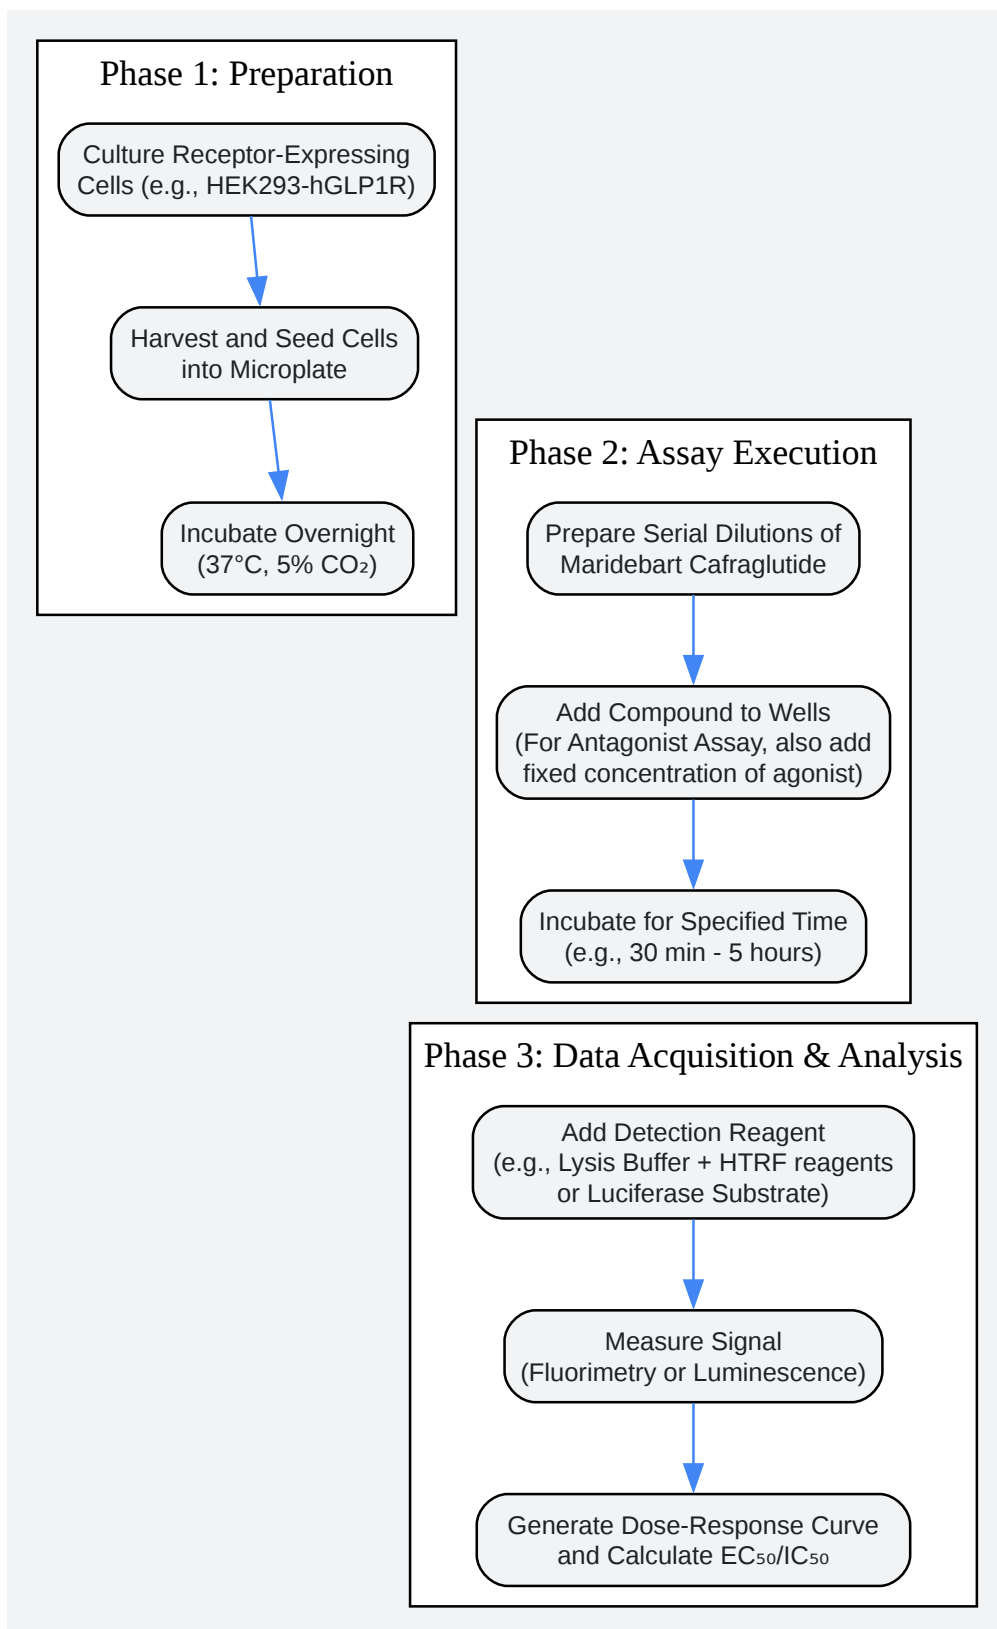 Phase 1: Preparation
Culture Receptor-Expressing
Cells (e.g., HEK293-hGLP1R)
Harvest and Seed Cells
into Microplate
Incubate Overnight
(37°C, 5% CO₂)
Phase 2: Assay Execution
Prepare Serial Dilutions of
Maridebart Cafraglutide
Add Compound to Wells
(For Antagonist Assay, also add
fixed concentration of agonist)
Incubate for Specified Time
(e.g., 30 min - 5 hours)
Phase 3: Data Acquisition & Analysis
Add Detection Reagent
(e.g., Lysis Buffer + HTRF reagents
or Luciferase Substrate)
Measure Signal
(Fluorimetry or Luminescence)
Generate Dose-Response Curve
and Calculate EC₅₀/IC₅₀